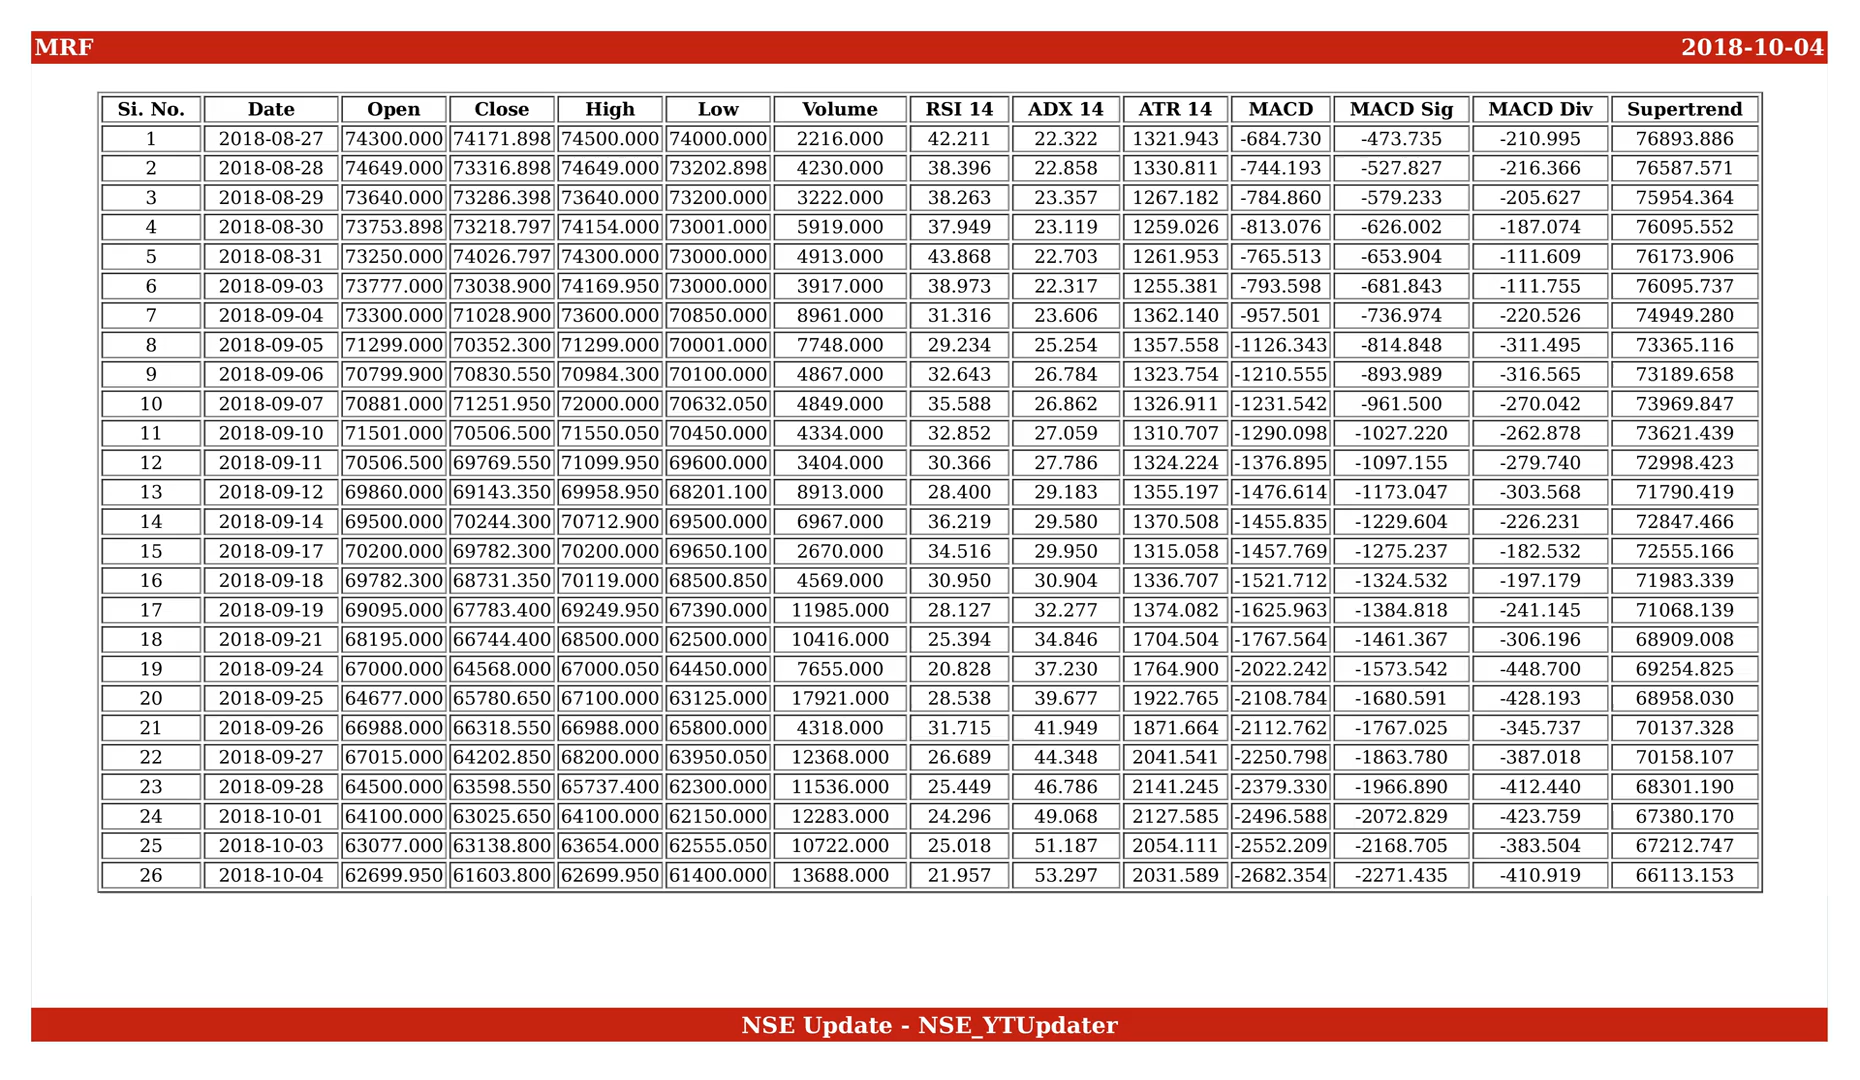 MRF 2018-10-04
Si. No. Date Open Close High Low Volume RSI 14 ADX 14 ATR 14 MACD MACD Sig MACD Div Supertrend
1 2018-08-27 74300.000 74171.898 74500.000 74000.000 2216.000 42.211 22.322 1321.943 -684.730 -473.735 -210.995 76893.886
2 2018-08-28 74649.000 73316.898 74649.000 73202.898 4230.000 38.396 22.858 1330.811 -744.193 -527.827 -216.366 76587.571
3 2018-08-29 73640.000 73286.398 73640.000 73200.000 3222.000 38.263 23.357 1267.182 -784.860 -579.233 -205.627 75954.364
4 2018-08-30 73753.898 73218.797 74154.000 73001.000 5919.000 37.949 23.119 1259.026 -813.076 -626.002 -187.074 76095.552
5 2018-08-31 73250.000 74026.797 74300.000 73000.000 4913.000 43.868 22.703 1261.953 -765.513 -653.904 -111.609 76173.906
6 2018-09-03 73777.000 73038.900 74169.950 73000.000 3917.000 38.973 22.317 1255.381 -793.598 -681.843 -111.755 76095.737
7 2018-09-04 73300.000 71028.900 73600.000 70850.000 8961.000 31.316 23.606 1362.140 -957.501 -736.974 -220.526 74949.280
8 2018-09-05 71299.000 70352.300 71299.000 70001.000 7748.000 29.234 25.254 1357.558 -1126.343 -814.848 -311.495 73365.116
9 2018-09-06 70799.900 70830.550 70984.300 70100.000 4867.000 32.643 26.784 1323.754 -1210.555 -893.989 -316.565 73189.658
10 2018-09-07 70881.000 71251.950 72000.000 70632.050 4849.000 35.588 26.862 1326.911 -1231.542 -961.500 -270.042 73969.847
11 2018-09-10 71501.000 70506.500 71550.050 70450.000 4334.000 32.852 27.059 1310.707 -1290.098 -1027.220 -262.878 73621.439
12 2018-09-11 70506.500 69769.550 71099.950 69600.000 3404.000 30.366 27.786 1324.224 -1376.895 -1097.155 -279.740 72998.423
13 2018-09-12 69860.000 69143.350 69958.950 68201.100 8913.000 28.400 29.183 1355.197 -1476.614 -1173.047 -303.568 71790.419
14 2018-09-14 69500.000 70244.300 70712.900 69500.000 6967.000 36.219 29.580 1370.508 -1455.835 -1229.604 -226.231 72847.466
15 2018-09-17 70200.000 69782.300 70200.000 69650.100 2670.000 34.516 29.950 1315.058 -1457.769 -1275.237 -182.532 72555.166
16 2018-09-18 69782.300 68731.350 70119.000 68500.850 4569.000 30.950 30.904 1336.707 -1521.712 -1324.532 -197.179 71983.339
17 2018-09-19 69095.000 67783.400 69249.950 67390.000 11985.000 28.127 32.277 1374.082 -1625.963 -1384.818 -241.145 71068.139
18 2018-09-21 68195.000 66744.400 68500.000 62500.000 10416.000 25.394 34.846 1704.504 -1767.564 -1461.367 -306.196 68909.008
19 2018-09-24 67000.000 64568.000 67000.050 64450.000 7655.000 20.828 37.230 1764.900 -2022.242 -1573.542 -448.700 69254.825
20 2018-09-25 64677.000 65780.650 67100.000 63125.000 17921.000 28.538 39.677 1922.765 -2108.784 -1680.591 -428.193 68958.030
21 2018-09-26 66988.000 66318.550 66988.000 65800.000 4318.000 31.715 41.949 1871.664 -2112.762 -1767.025 -345.737 70137.328
22 2018-09-27 67015.000 64202.850 68200.000 63950.050 12368.000 26.689 44.348 2041.541 -2250.798 -1863.780 -387.018 70158.107
23 2018-09-28 64500.000 63598.550 65737.400 62300.000 11536.000 25.449 46.786 2141.245 -2379.330 -1966.890 -412.440 68301.190
24 2018-10-01 64100.000 63025.650 64100.000 62150.000 12283.000 24.296 49.068 2127.585 -2496.588 -2072.829 -423.759 67380.170
25 2018-10-03 63077.000 63138.800 63654.000 62555.050 10722.000 25.018 51.187 2054.111 -2552.209 -2168.705 -383.504 67212.747
26 2018-10-04 62699.950 61603.800 62699.950 61400.000 13688.000 21.957 53.297 2031.589 -2682.354 -2271.435 -410.919 66113.153
NSE Update - NSE_YTUpdater